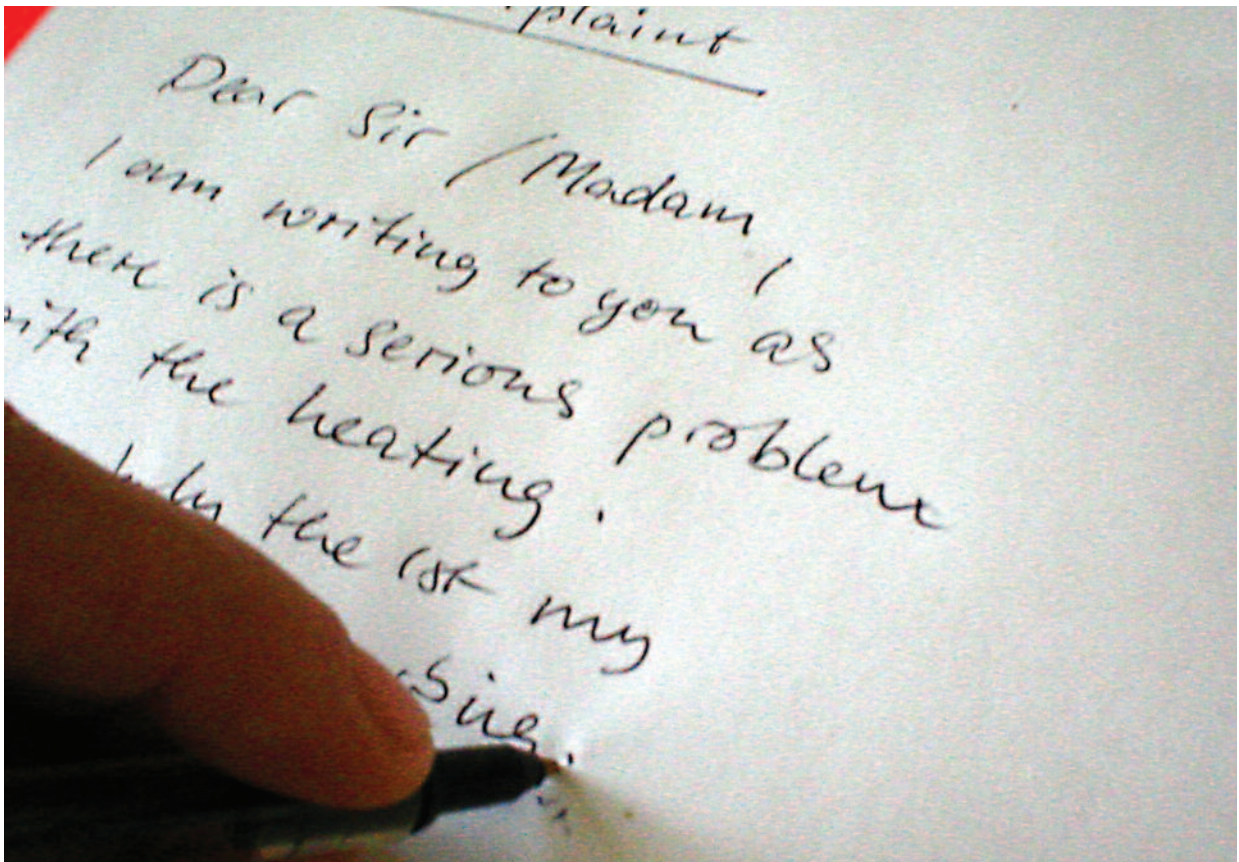 plaint
Dear Sir / Madam,
I am writing to you as
there is a serious problem
with the heating.
the 1st my